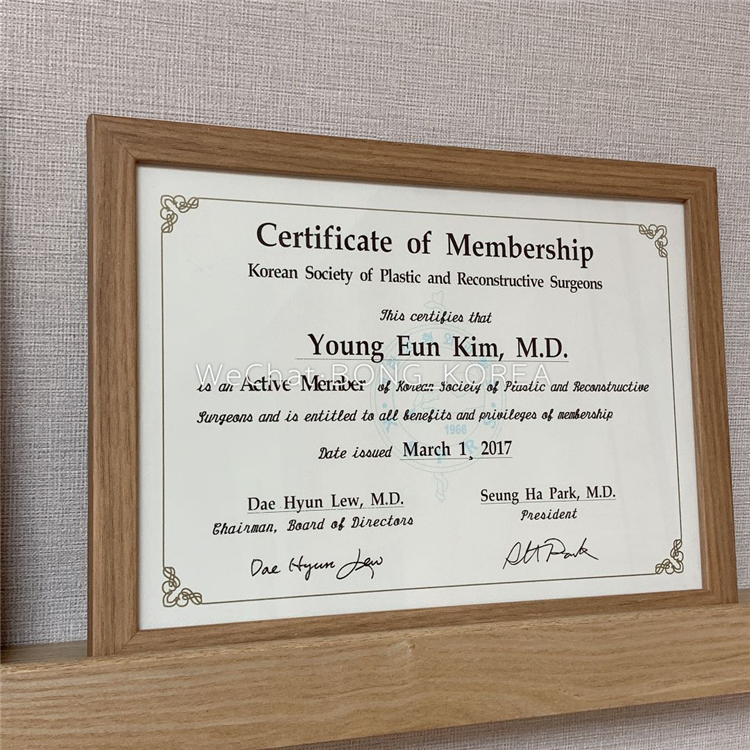 Certificate of Membership
Korean Society of Plastic and Reconstructive Surgeons
This certifies that
Young Eun Kim, M.D.
WeChat BONG_KOREA
is an Active Member of Korean Society of Plastic and Reconstructive
Surgeons and is entitled to all benefits and privileges of membership
1966
Date issued March 1, 2017
Dae Hyun Lew, M.D.
Chairman, Board of Directors
Seung Ha Park, M.D.
President
Dae Hyun Lew
SH Park